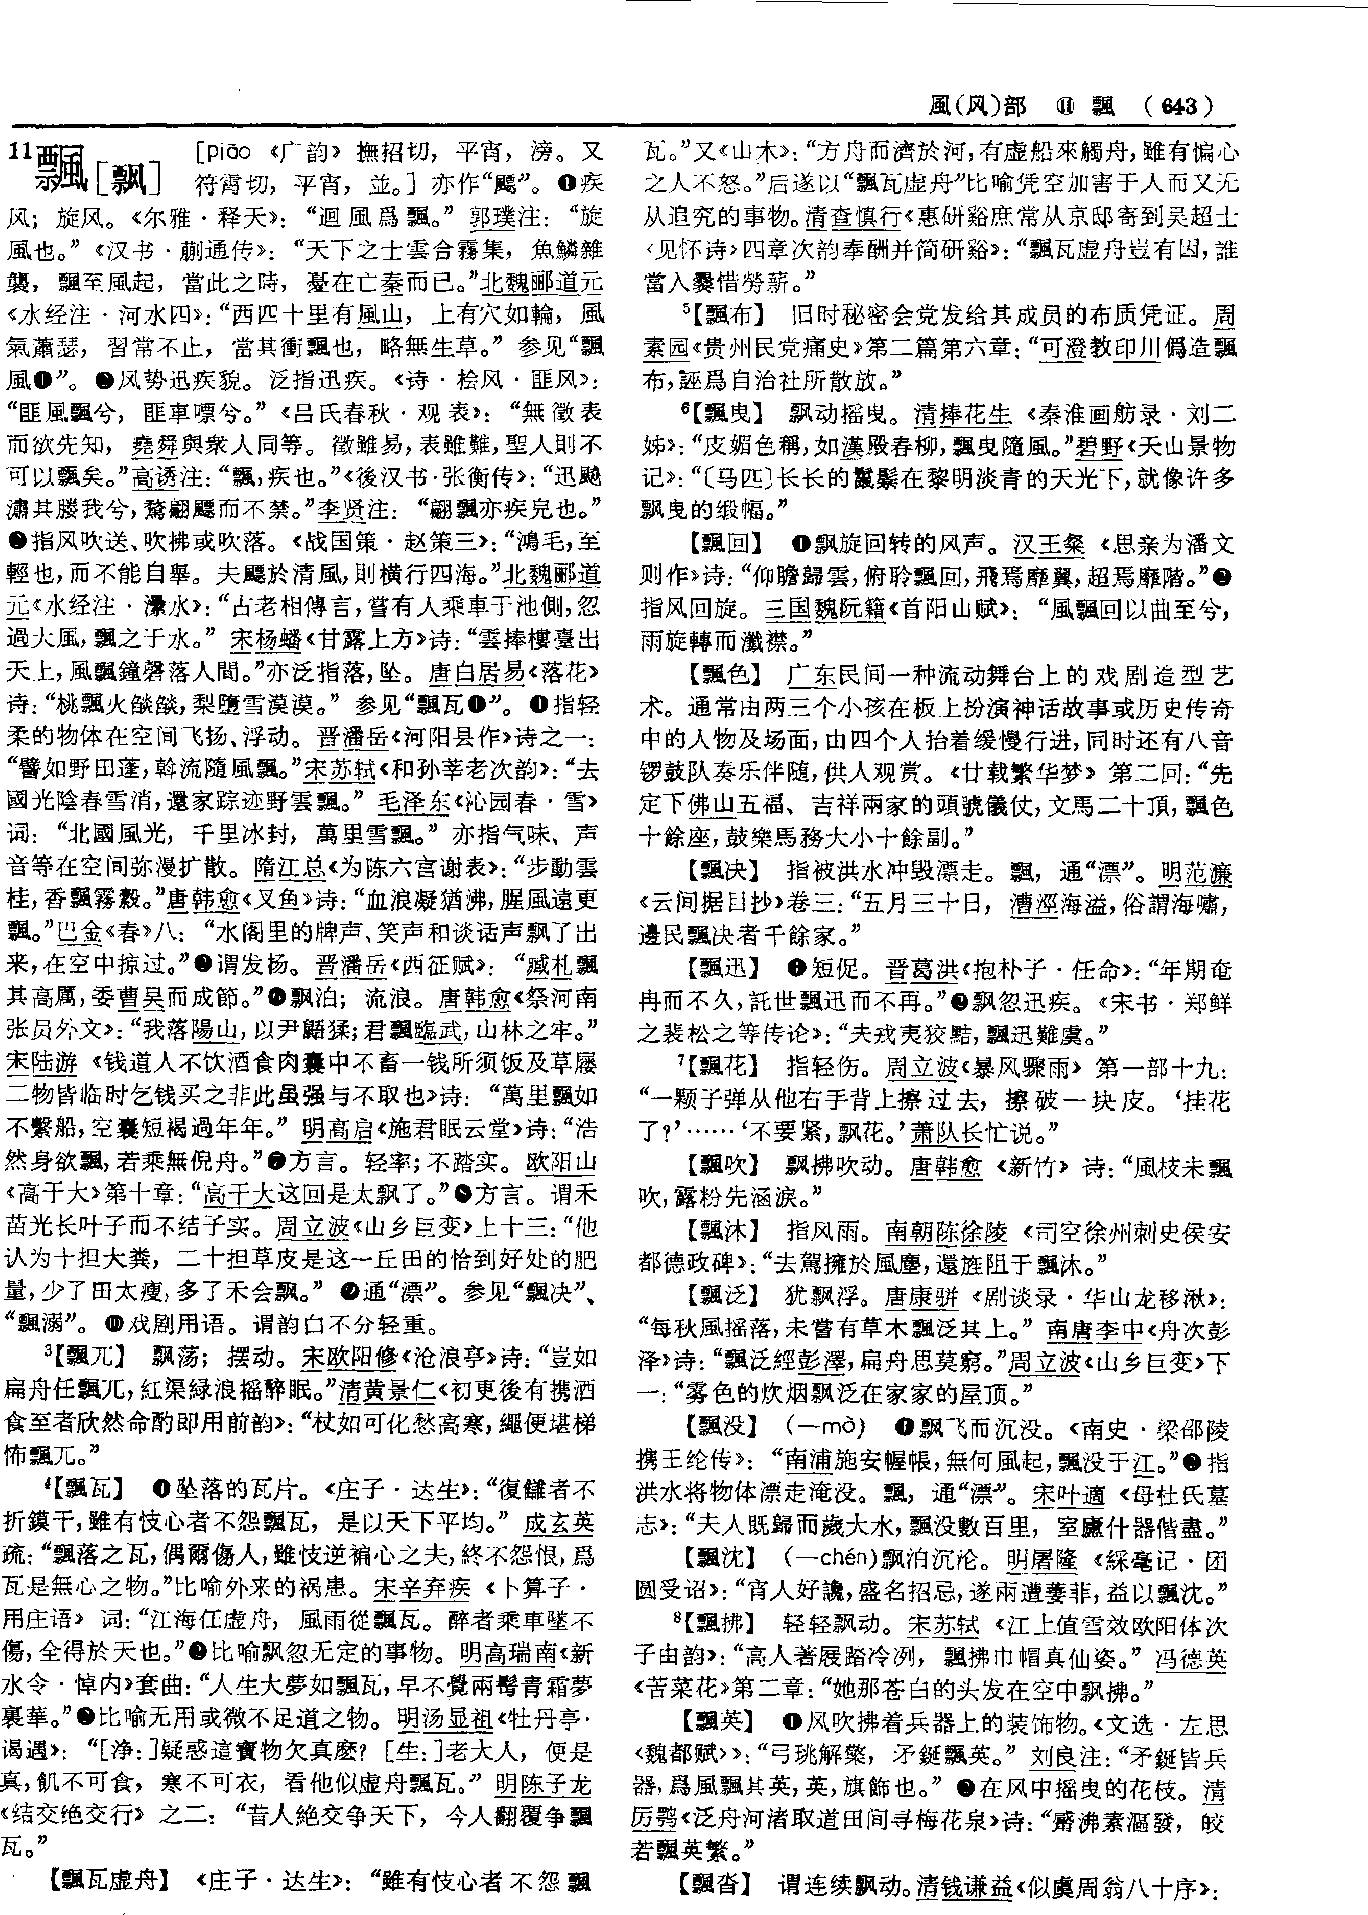 風(风)部 ⑪ 飄 (643)
11飄[飘] [piāo 《广韵》撫招切，平宵，滂。又
符霄切，平宵，並。] 亦作“飃”。❶疾
风；旋风。《尔雅·释天》：“迴風爲飄。”郭璞注：“旋
風也。”《汉书·蒯通传》：“天下之士雲合霧集，魚鱗雜
襲，飄至風起，當此之時，憂在亡秦而已。”北魏郦道元
《水经注·河水四》：“西四十里有風山，上有穴如輪，風
氣蕭瑟，習常不止，當其衝飄也，略無生草。”参见“飄
風❶”。❷风势迅疾貌。泛指迅疾。《诗·桧风·匪风》：
“匪風飄兮，匪車嘌兮。”《吕氏春秋·观表》：“無徵表
而欲先知，堯舜與衆人同等。徵雖易，表雖難，聖人則不
可以飄矣。”高诱注：“飄，疾也。”《後汉书·张衡传》：“迅飇
潚其媵我兮，鶩翩飃而不禁。”李贤注：“翩飄亦疾皃也。”
❸指风吹送、吹拂或吹落。《战国策·赵策三》：“鴻毛，至
輕也，而不能自舉。夫飃於清風，則横行四海。”北魏郦道
元《水经注·㶟水》：“古老相傳言，嘗有人乘車于池側，忽
過大風，飄之于水。”宋杨蟠《甘露上方》诗：“雲捧樓臺出
天上，風飄鐘磬落人間。”亦泛指落，坠。唐白居易《落花》
诗：“桃飄火燄燄，梨墮雪漠漠。”参见“飄瓦❶”。❹指轻
柔的物体在空间飞扬、浮动。晋潘岳《河阳县作》诗之一：
“譬如野田蓬，斡流隨風飄。”宋苏轼《和孙莘老次韵》：“去
國光陰春雪消，還家踪迹野雲飄。”毛泽东《沁园春·雪》
词：“北國風光，千里冰封，萬里雪飄。”亦指气味、声
音等在空间弥漫扩散。隋江总《为陈六宫谢表》：“步動雲
桂，香飄霧縠。”唐韩愈《叉鱼》诗：“血浪凝猶沸，腥風遠更
飄。”巴金《春》八：“水阁里的牌声、笑声和谈话声飘了出
来，在空中掠过。”❺谓发扬。晋潘岳《西征赋》：“臧札飄
其高厲，委曹吴而成節。”❻飘泊；流浪。唐韩愈《祭河南
张员外文》：“我落陽山，以尹鼯猱；君飄臨武，山林之牢。”
宋陆游《钱道人不饮酒食肉囊中不畜一钱所须饭及草屦
二物皆临时乞钱买之非此虽强与不取也》诗：“萬里飄如
不繫船，空囊短褐過年年。”明高启《施君眠云堂》诗：“浩
然身欲飄，若乘無倪舟。”❼方言。轻率；不踏实。欧阳山
《高干大》第十章：“高干大这回是太飘了。”❽方言。谓禾
苗光长叶子而不结子实。周立波《山乡巨变》上十三：“他
认为十担大粪，二十担草皮是这一丘田的恰到好处的肥
量，少了田太瘦，多了禾会飘。”❾通“漂”。参见“飄决”、
“飄溺”。❿戏剧用语。谓韵白不分轻重。
³【飄兀】 飘荡；摆动。宋欧阳修《沧浪亭》诗：“豈如
扁舟任飄兀，紅渠緑浪摇醉眠。”清黄景仁《初更後有携酒
食至者欣然命酌即用前韵》：“杖如可化愁高寒，繩便堪梯
怖飄兀。”
⁴【飄瓦】 ❶坠落的瓦片。《庄子·达生》：“復讎者不
折鏌干，雖有忮心者不怨飄瓦，是以天下平均。”成玄英
疏：“飄落之瓦，偶爾傷人，雖忮逆褊心之夫，終不怨恨，爲
瓦是無心之物。”比喻外来的祸患。宋辛弃疾《卜算子·
用庄语》词：“江海任虚舟，風雨從飄瓦。醉者乘車墜不
傷，全得於天也。”❷比喻飘忽无定的事物。明高瑞南《新
水令·悼内》套曲：“人生大夢如飄瓦，早不覺兩髩青霜夢
裏華。”❸比喻无用或微不足道之物。明汤显祖《牡丹亭·
谒遇》：“[净：]疑惑這寶物欠真麽？[生：]老大人，便是
真，飢不可食，寒不可衣，看他似虚舟飄瓦。”明陈子龙
《结交绝交行》之二：“昔人絶交争天下，今人翻覆争飄
瓦。”
【飄瓦虚舟】 《庄子·达生》：“雖有忮心者不怨飄
瓦。”又《山木》：“方舟而濟於河，有虚船來觸舟，雖有惼心
之人不怒。”后遂以“飄瓦虚舟”比喻凭空加害于人而又无
从追究的事物。清查慎行《惠研谿庶常从京邸寄到吴超士
〈见怀诗〉四章次韵奉酬并简研谿》：“飄瓦虚舟豈有因，誰
當入爨惜勞薪。”
⁵【飄布】 旧时秘密会党发给其成员的布质凭证。周
素园《贵州民党痛史》第二篇第六章：“可澄教印川僞造飄
布，誣爲自治社所散放。”
⁶【飄曳】 飘动摇曳。清捧花生《秦淮画舫录·刘二
姊》：“皮媚色稱，如漢殿春柳，飄曳隨風。”碧野《天山景物
记》：“〔马匹〕长长的鬣鬃在黎明淡青的天光下，就像许多
飘曳的缎幅。”
【飄回】 ❶飘旋回转的风声。汉王粲《思亲为潘文
则作》诗：“仰瞻歸雲，俯聆飄回，飛焉靡翼，超焉靡階。”❷
指风回旋。三国魏阮籍《首阳山赋》：“風飄回以曲至兮，
雨旋轉而瀸襟。”
【飄色】 广东民间一种流动舞台上的戏剧造型艺
术。通常由两三个小孩在板上扮演神话故事或历史传奇
中的人物及场面，由四个人抬着缓慢行进，同时还有八音
锣鼓队奏乐伴随，供人观赏。《廿载繁华梦》第二回：“先
定下佛山五福、吉祥兩家的頭號儀仗，文馬二十頂，飄色
十餘座，鼓樂馬務大小十餘副。”
【飄决】 指被洪水冲毁漂走。飄，通“漂”。明范濂
《云间据目抄》卷三：“五月三十日，漕涇海溢，俗謂海嘯，
邊民飄决者千餘家。”
【飄迅】 ❶短促。晋葛洪《抱朴子·任命》：“年期奄
冉而不久，託世飄迅而不再。”❷飘忽迅疾。《宋书·郑鲜
之裴松之等传论》：“夫戎夷狡黠，飄迅難虞。”
⁷【飄花】 指轻伤。周立波《暴风骤雨》第一部十九：
“一颗子弹从他右手背上擦过去，擦破一块皮。‘挂花
了？’……‘不要紧，飘花。’萧队长忙说。”
【飄吹】 飘拂吹动。唐韩愈《新竹》诗：“風枝未飄
吹，露粉先涵淚。”
【飄沐】 指风雨。南朝陈徐陵《司空徐州刺史侯安
都德政碑》：“去駕擁於風塵，還旌阻于飄沐。”
【飄泛】 犹飘浮。唐康骈《剧谈录·华山龙移湫》：
“每秋風摇落，未嘗有草木飄泛其上。”南唐李中《舟次彭
泽》诗：“飄泛經彭澤，扁舟思莫窮。”周立波《山乡巨变》下
一：“雾色的炊烟飘泛在家家的屋顶。”
【飄没】 （—mò） ❶飘飞而沉没。《南史·梁邵陵
携王纶传》：“南浦施安幄帳，無何風起，飄没于江。”❷指
洪水将物体漂走淹没。飄，通“漂”。宋叶適《母杜氏墓
志》：“夫人既歸而歲大水，飄没數百里，室廬什器偕盡。”
【飄沈】 （—chén）飘泊沉沦。明屠隆《綵毫记·团
圆受诏》：“宵人好讒，盛名招忌，遂兩遭萋菲，益以飄沈。”
⁸【飄拂】 轻轻飘动。宋苏轼《江上值雪效欧阳体次
子由韵》：“高人著屐踏冷冽，飄拂巾帽真仙姿。”冯德英
《苦菜花》第二章：“她那苍白的头发在空中飘拂。”
【飄英】 ❶风吹拂着兵器上的装饰物。《文选·左思
〈魏都赋〉》：“弓珧解檠，矛鋋飄英。”刘良注：“矛鋋皆兵
器，爲風飄其英，英，旗飾也。”❷在风中摇曳的花枝。清
厉鹗《泛舟河渚取道田间寻梅花泉》诗：“觱沸素漚發，皎
若飄英繁。”
【飄沓】 谓连续飘动。清钱谦益《似虞周翁八十序》：